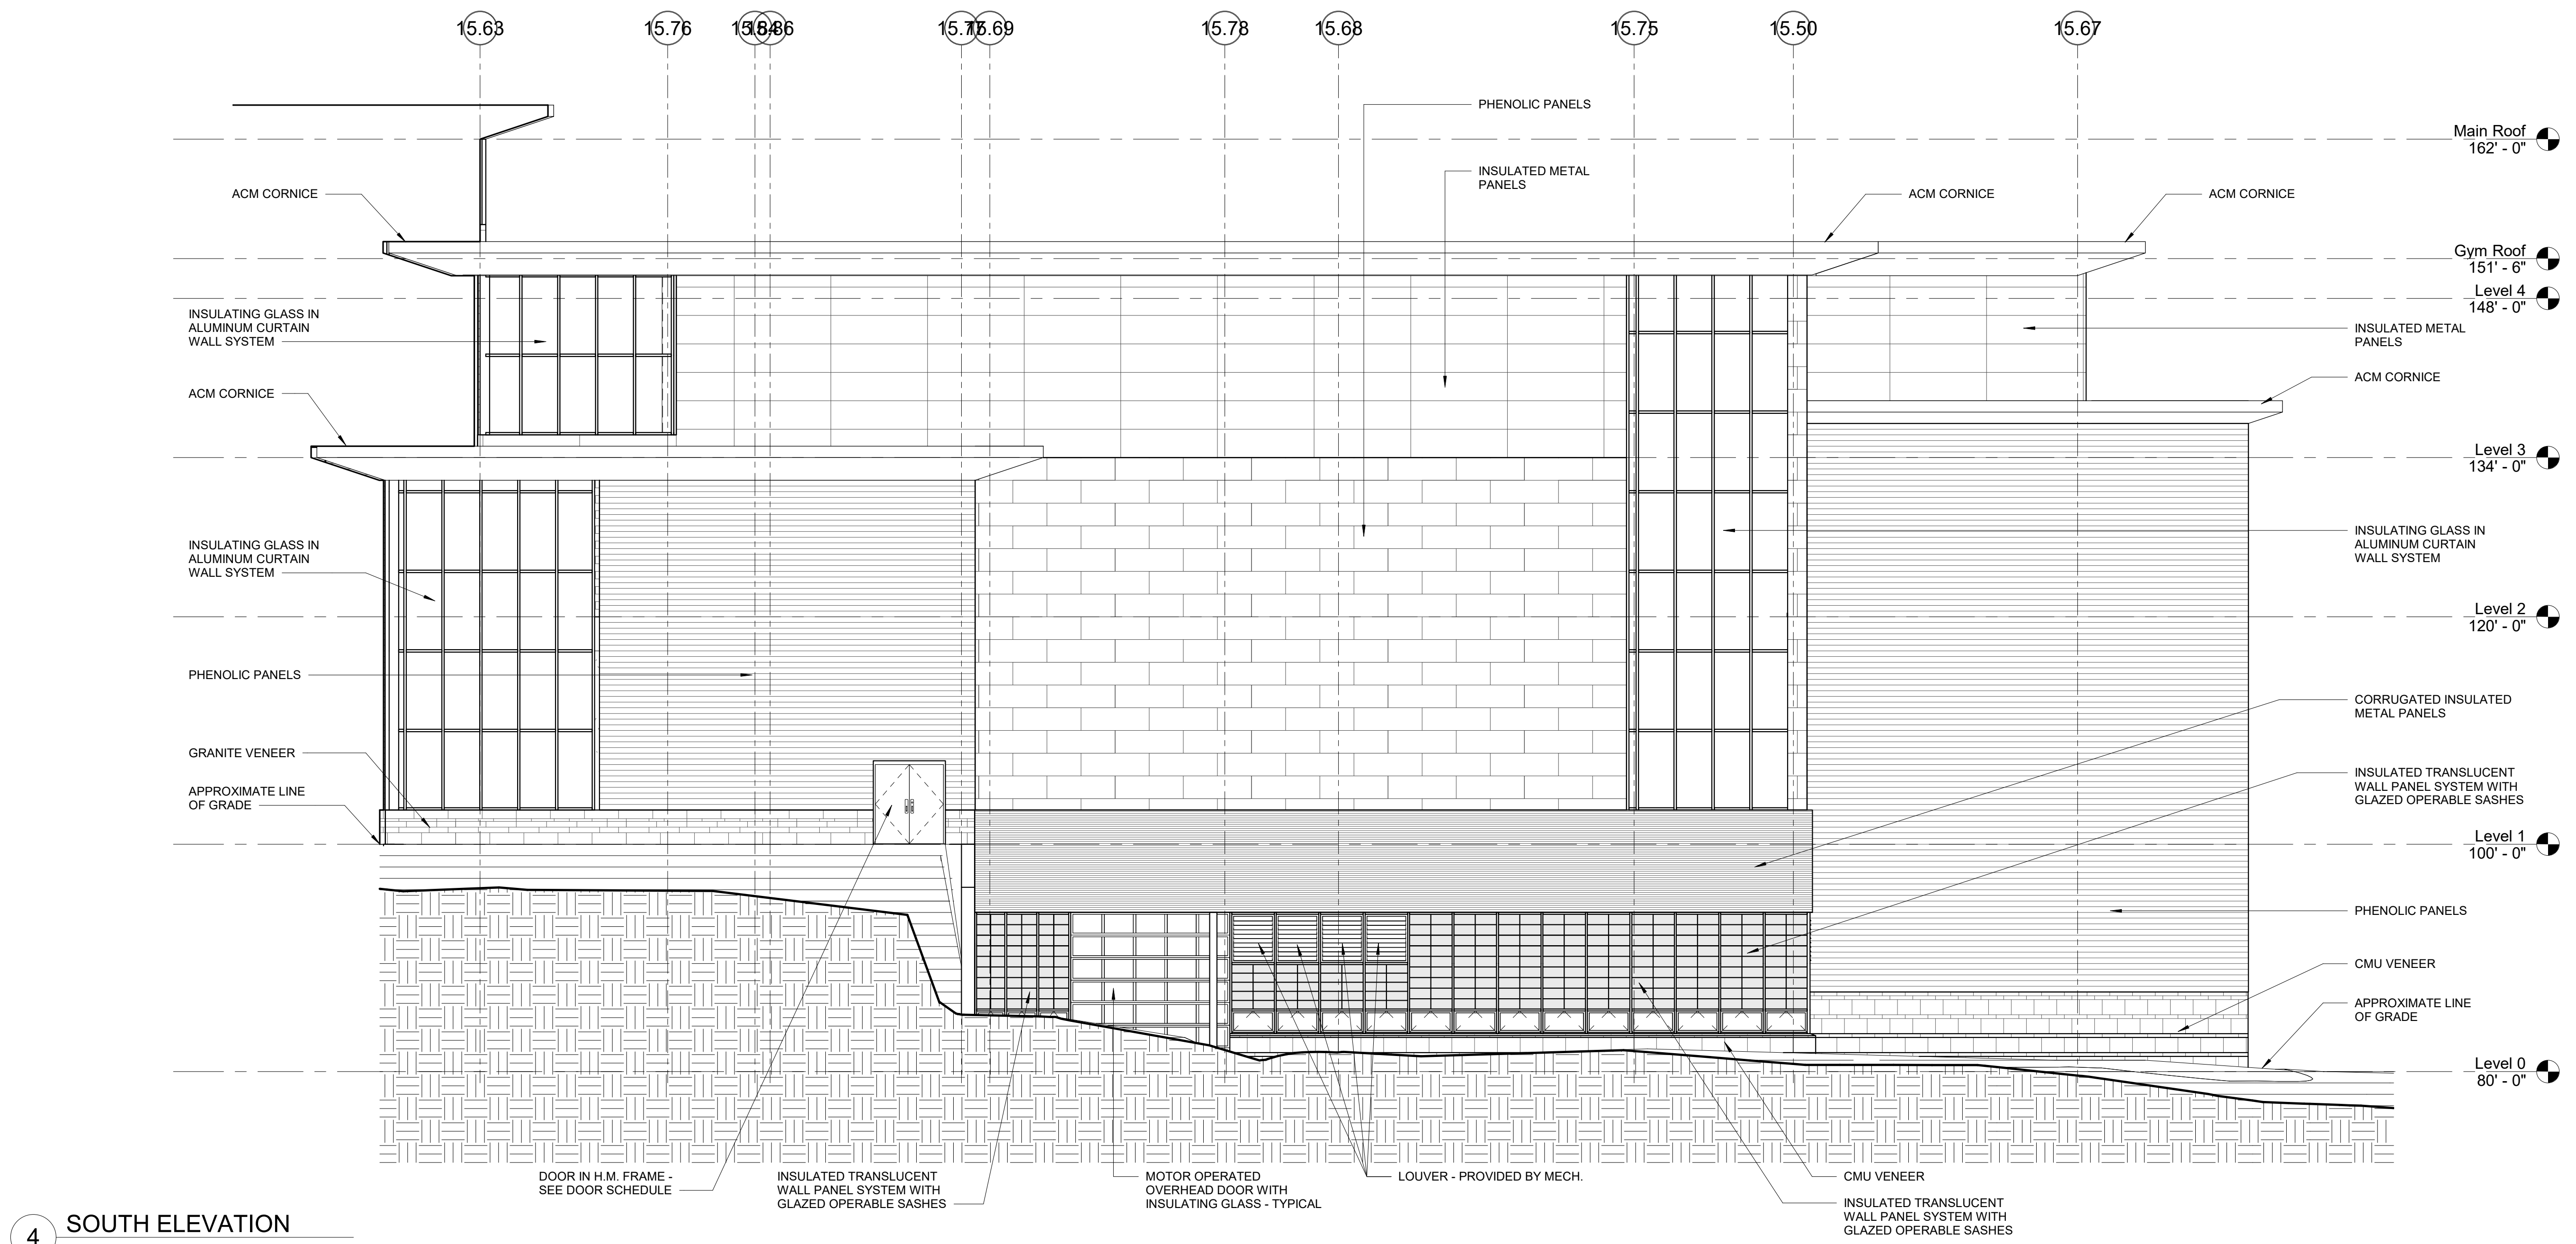 15.63
15.76
15.86
15.77
15.69
15.78
15.68
15.75
15.50
15.67
PHENOLIC PANELS
Main Roof
162' - 0"
INSULATED METAL
PANELS
ACM CORNICE
ACM CORNICE
ACM CORNICE
Gym Roof
151' - 6"
Level 4
148' - 0"
INSULATING GLASS IN
ALUMINUM CURTAIN
WALL SYSTEM
INSULATED METAL
PANELS
ACM CORNICE
ACM CORNICE
Level 3
134' - 0"
INSULATING GLASS IN
ALUMINUM CURTAIN
WALL SYSTEM
INSULATING GLASS IN
ALUMINUM CURTAIN
WALL SYSTEM
Level 2
120' - 0"
PHENOLIC PANELS
CORRUGATED INSULATED
METAL PANELS
GRANITE VENEER
INSULATED TRANSLUCENT
WALL PANEL SYSTEM WITH
GLAZED OPERABLE SASHES
APPROXIMATE LINE
OF GRADE
Level 1
100' - 0"
PHENOLIC PANELS
CMU VENEER
APPROXIMATE LINE
OF GRADE
Level 0
80' - 0"
DOOR IN H.M. FRAME -
SEE DOOR SCHEDULE
INSULATED TRANSLUCENT
WALL PANEL SYSTEM WITH
GLAZED OPERABLE SASHES
MOTOR OPERATED
OVERHEAD DOOR WITH
INSULATING GLASS - TYPICAL
LOUVER - PROVIDED BY MECH.
CMU VENEER
INSULATED TRANSLUCENT
WALL PANEL SYSTEM WITH
GLAZED OPERABLE SASHES
4
SOUTH ELEVATION